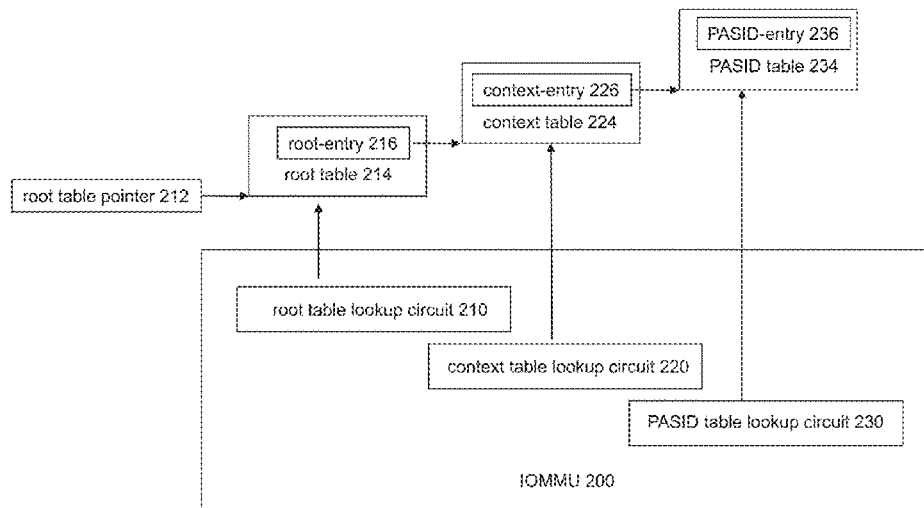 PASID-entry 236
PASID table 234
context-entry 226
context table 224
root-entry 216
root table 214
root table pointer 212
root table lookup circuit 210
context table lookup circuit 220
PASID table lookup circuit 230
IOMMU 200